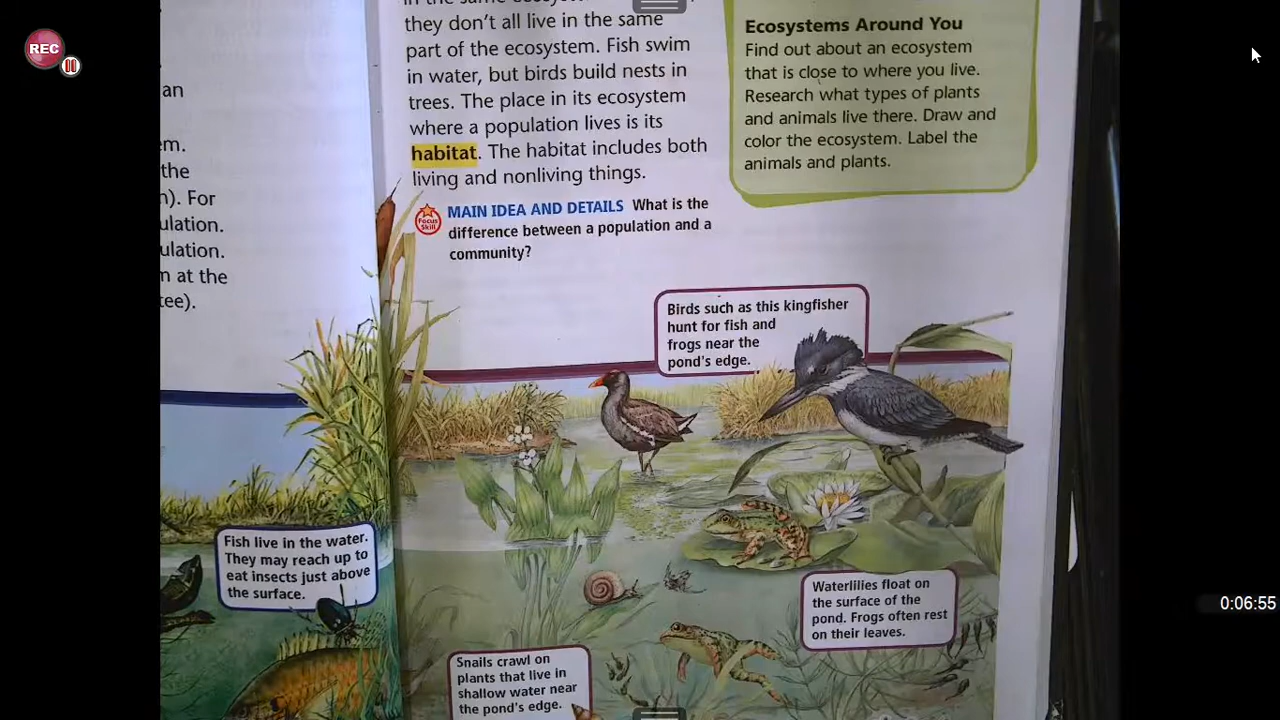 REC
an
m.
the
n). For
ulation.
ulation.
m at the
tee).
they don't all live in the same
part of the ecosystem. Fish swim
in water, but birds build nests in
trees. The place in its ecosystem
where a population lives is its
habitat. The habitat includes both
living and nonliving things.
Focus
Skill
MAIN IDEA AND DETAILS What is the
difference between a population and a
community?
Ecosystems Around You
Find out about an ecosystem
that is close to where you live.
Research what types of plants
and animals live there. Draw and
color the ecosystem. Label the
animals and plants.
Birds such as this kingfisher
hunt for fish and
frogs near the
pond's edge.
Fish live in the water.
They may reach up to
eat insects just above
the surface.
Waterlilies float on
the surface of the
pond. Frogs often rest
on their leaves.
Snails crawl on
plants that live in
shallow water near
the pond's edge.
0:06:55